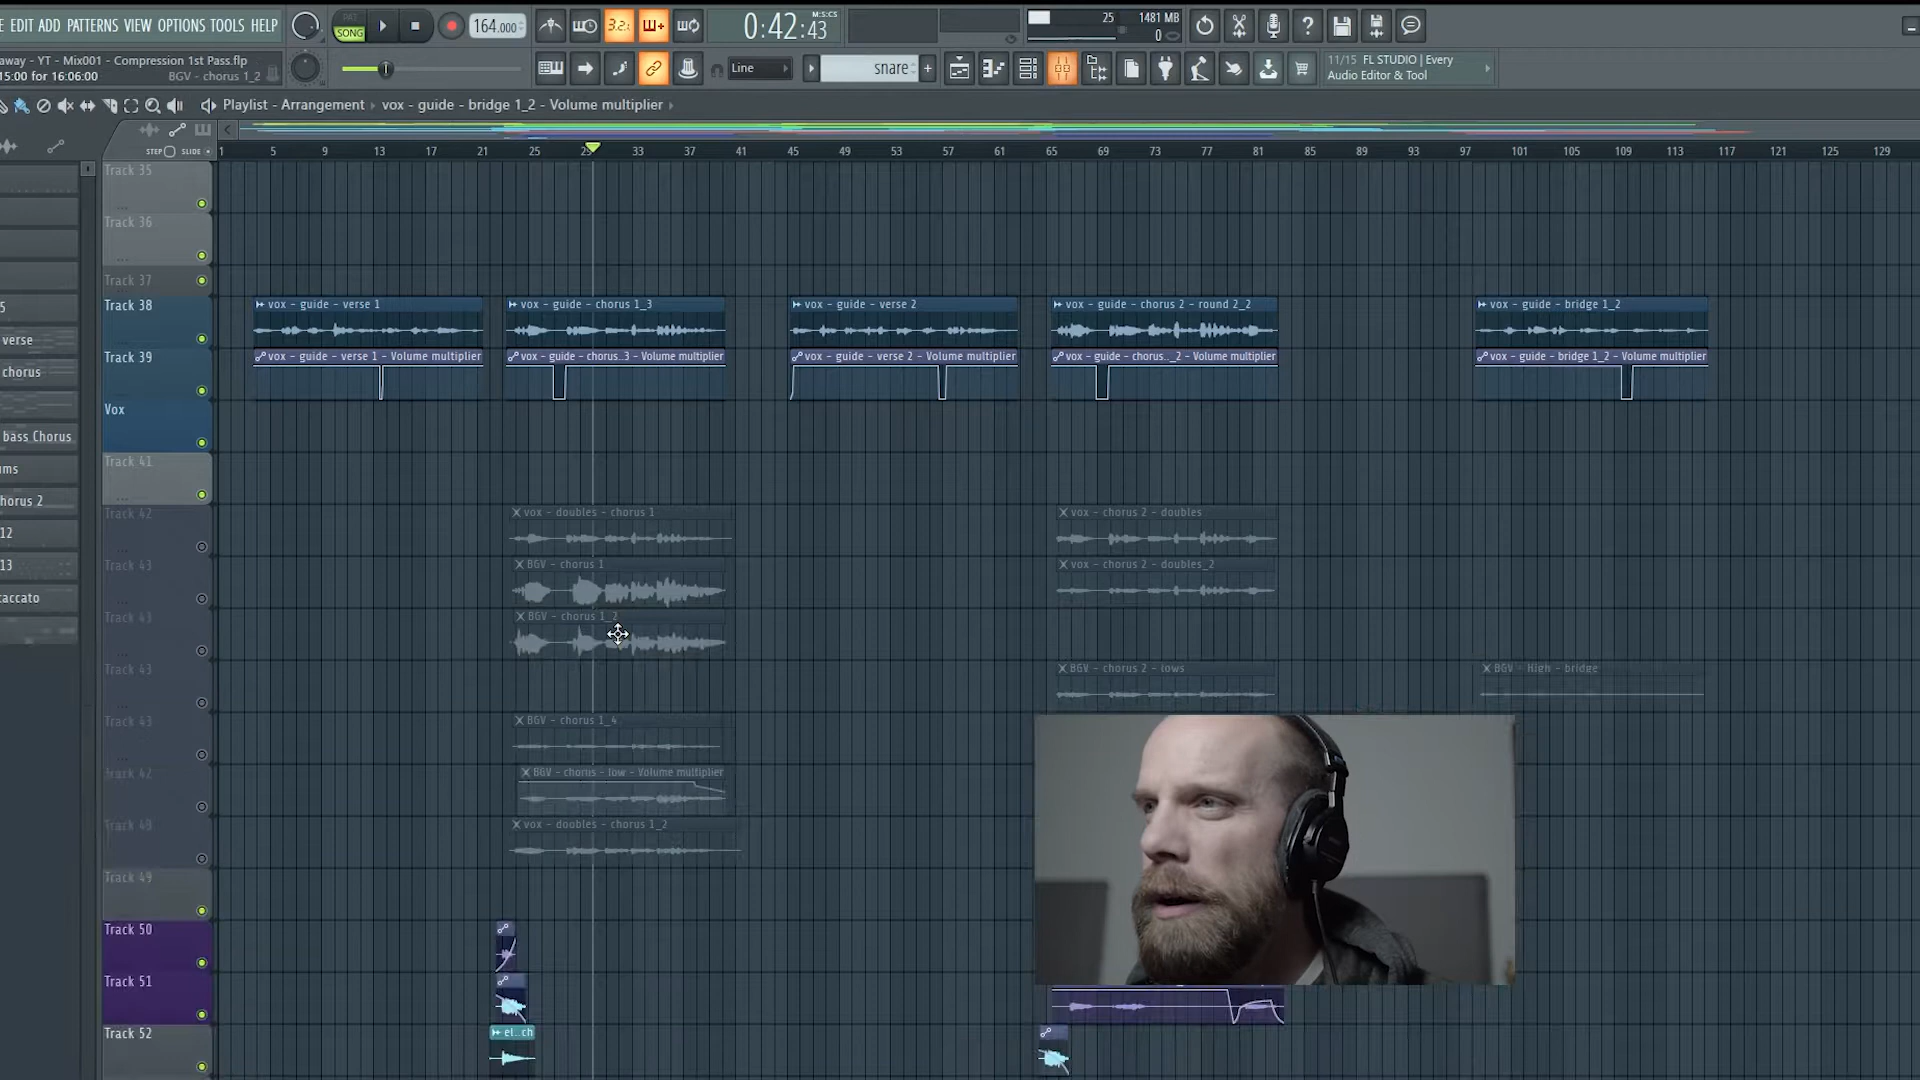 E EDIT ADD PATTERNS VIEW OPTIONS TOOLS HELP
PAT
SONG
164.000
3.2.
0:42:43
M:S:CS
25
1481 MB
0
away - YT - Mix001 - Compression 1st Pass.flp
15:00 for 16:06:00
BGV - chorus 1_2
Line
snare
11/15 FL STUDIO | Every
Audio Editor & Tool
Playlist - Arrangement
vox - guide - bridge 1_2 - Volume multiplier
STEP
SLIDE
1 5 9 13 17 21 25 29 33 37 41 45 49 53 57 61 65 69 73 77 81 85 89 93 97 101 105 109 113 117 121 125 129
Track 35
Track 36
Track 37
Track 38
vox - guide - verse 1
vox - guide - chorus 1_3
vox - guide - verse 2
vox - guide - chorus 2 - round 2_2
vox - guide - bridge 1_2
Track 39
vox - guide - verse 1 - Volume multiplier
vox - guide - chorus..3 - Volume multiplier
vox - guide - verse 2 - Volume multiplier
vox - guide - chorus.._2 - Volume multiplier
vox - guide - bridge 1_2 - Volume multiplier
Vox
Track 41
Track 42
vox - doubles - chorus 1
vox - chorus 2 - doubles
Track 43
BGV - chorus 1
vox - chorus 2 - doubles_2
Track 43
BGV - chorus 1_2
Track 43
BGV - chorus 2 - lows
BGV - High - bridge
Track 43
BGV - chorus 1_4
Track 42
BGV - chorus - low - Volume multiplier
Track 48
vox - doubles - chorus 1_2
Track 49
Track 50
Track 51
Track 52
el..ch
5
verse
chorus
bass Chorus
ums
horus 2
12
13
taccato